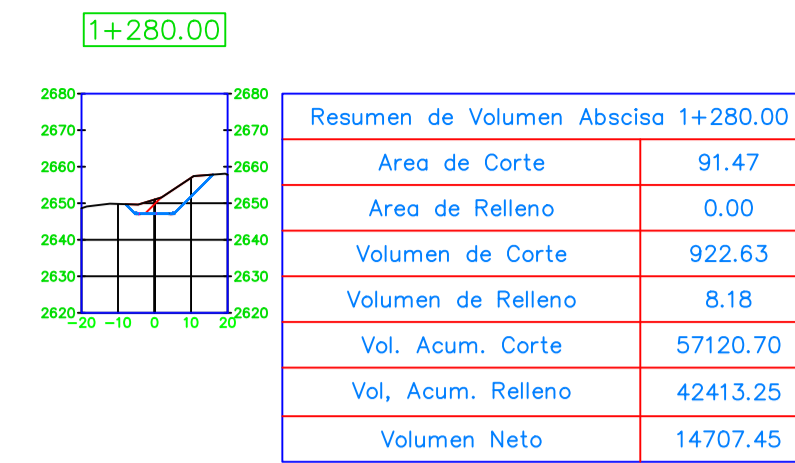 1+280.00
2680 2680
2670 2670
2660 2660
2650 2650
2640 2640
2630 2630
2620 2620
-20 -10 0 10 20
Resumen de Volumen Abscisa 1+280.00
Area de Corte 91.47
Area de Relleno 0.00
Volumen de Corte 922.63
Volumen de Relleno 8.18
Vol. Acum. Corte 57120.70
Vol, Acum. Relleno 42413.25
Volumen Neto 14707.45